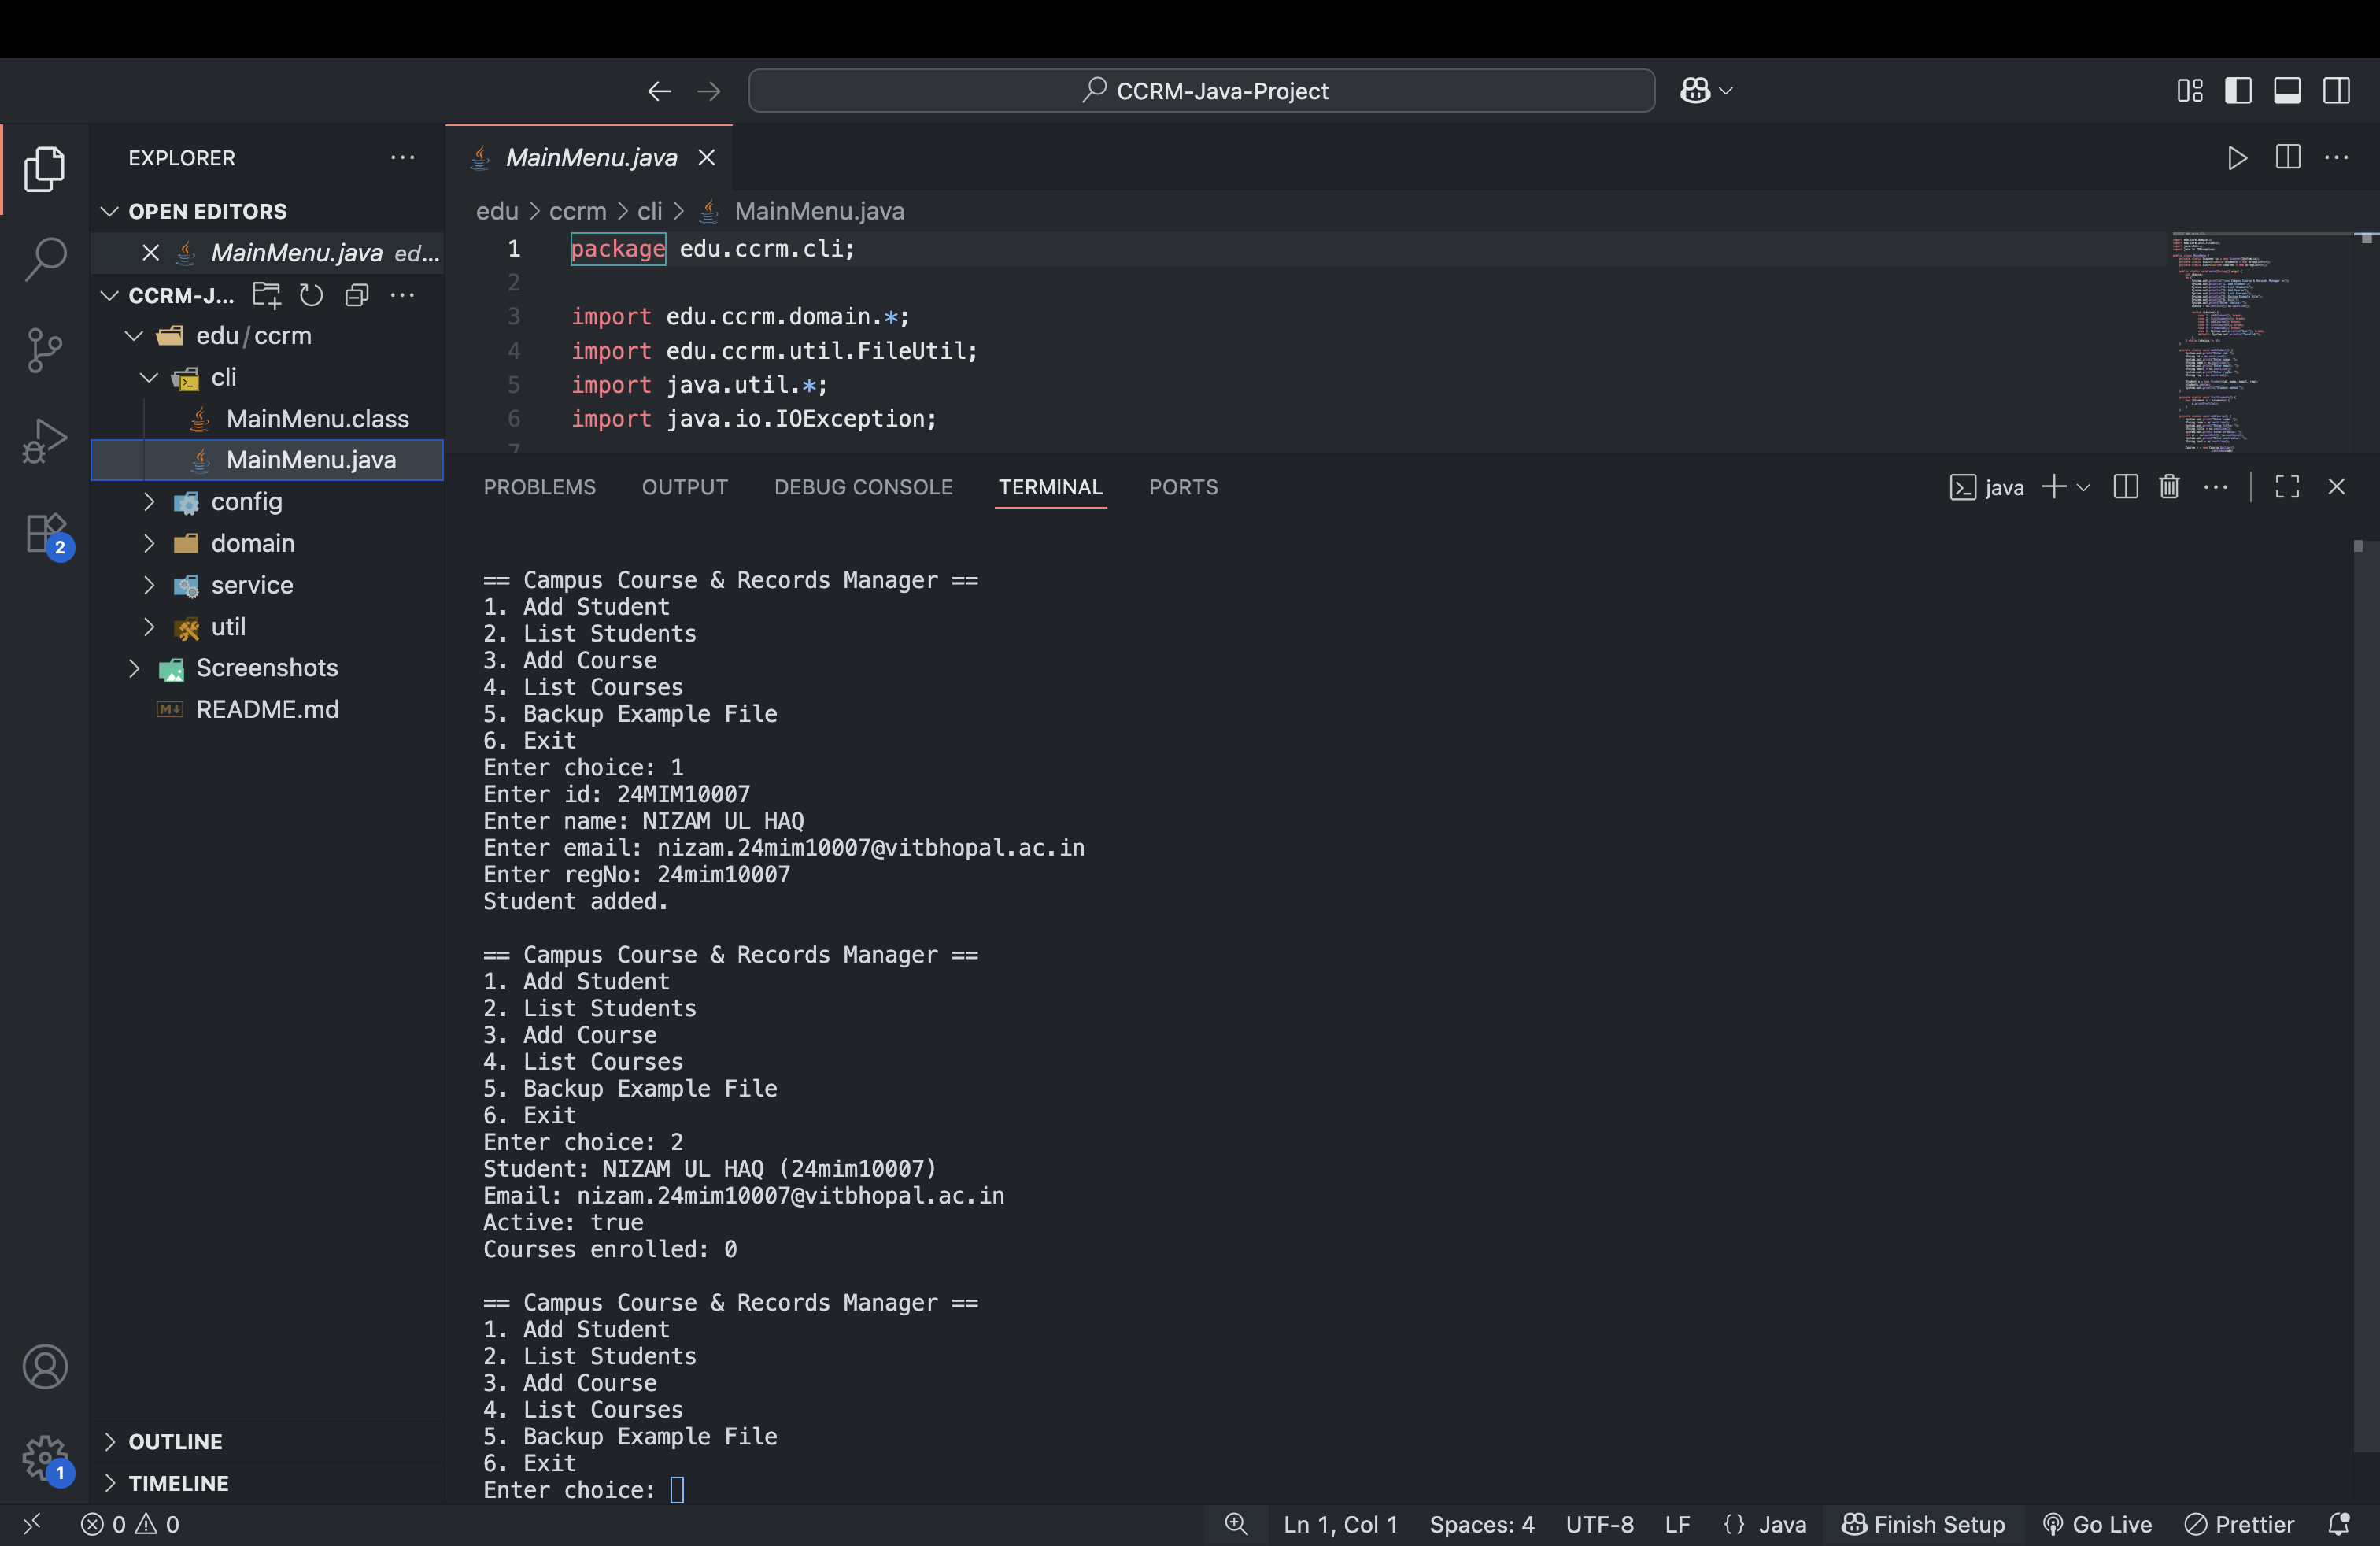 CCRM-Java-Project
EXPLORER
OPEN EDITORS
MainMenu.java ed...
CCRM-J...
edu/ccrm
cli
MainMenu.class
MainMenu.java
config
domain
service
util
Screenshots
README.md
OUTLINE
TIMELINE
2
1
MainMenu.java
edu > ccrm > cli > MainMenu.java
1 package edu.ccrm.cli;
2
3 import edu.ccrm.domain.*;
4 import edu.ccrm.util.FileUtil;
5 import java.util.*;
6 import java.io.IOException;
7
PROBLEMS OUTPUT DEBUG CONSOLE TERMINAL PORTS
java
== Campus Course & Records Manager ==
1. Add Student
2. List Students
3. Add Course
4. List Courses
5. Backup Example File
6. Exit
Enter choice: 1
Enter id: 24MIM10007
Enter name: NIZAM UL HAQ
Enter email: nizam.24mim10007@vitbhopal.ac.in
Enter regNo: 24mim10007
Student added.
== Campus Course & Records Manager ==
1. Add Student
2. List Students
3. Add Course
4. List Courses
5. Backup Example File
6. Exit
Enter choice: 2
Student: NIZAM UL HAQ (24mim10007)
Email: nizam.24mim10007@vitbhopal.ac.in
Active: true
Courses enrolled: 0
== Campus Course & Records Manager ==
1. Add Student
2. List Students
3. Add Course
4. List Courses
5. Backup Example File
6. Exit
Enter choice:
0 0 Ln 1, Col 1 Spaces: 4 UTF-8 LF {} Java Finish Setup Go Live Prettier